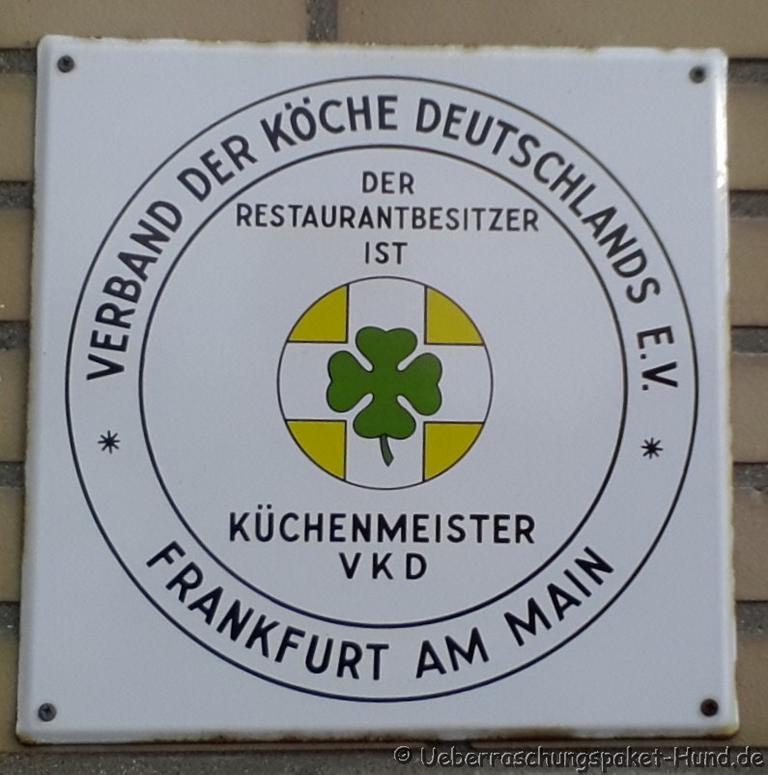 VERBAND DER KÖCHE DEUTSCHLANDS E.V.
DER
RESTAURANTBESITZER
IST
KÜCHENMEISTER
VKD
* FRANKFURT AM MAIN *
© Ueberraschungspaket-Hund.de